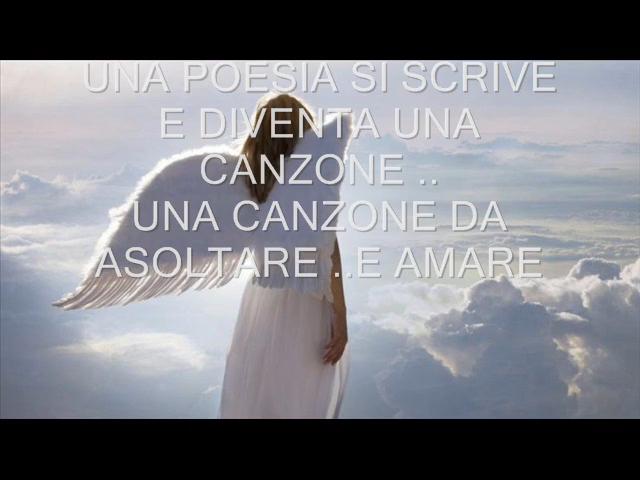 UNA POESIA SI SCRIVE
E DIVENTA UNA
CANZONE ..
UNA CANZONE DA
ASOLTARE ..E AMARE